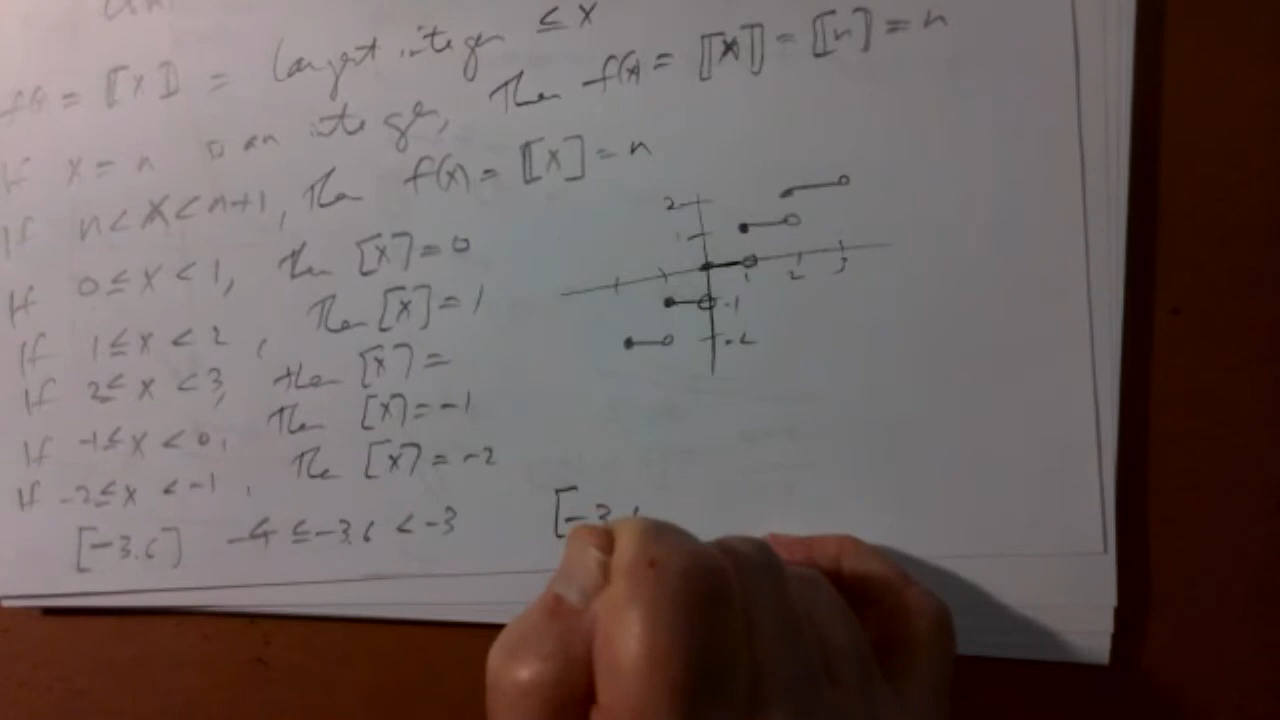 f(x) = ⟦x⟧ = largest integer ≤ x
If x = n is an integer, then f(x) = ⟦x⟧ = ⟦n⟧ = n
If n < x < n+1, then f(x) = ⟦x] = n
If 0 ≤ x < 1, then [x] = 0
If 1 ≤ x < 2, then [x] = 1
If 2 ≤ x < 3, then [x] =
If -1 ≤ x < 0, then [x] = -1
If -2 ≤ x < -1, then [x] = -2
[-3.6] -4 ≤ -3.6 < -3 [-3.
2
1
1 2 3
-1
-2